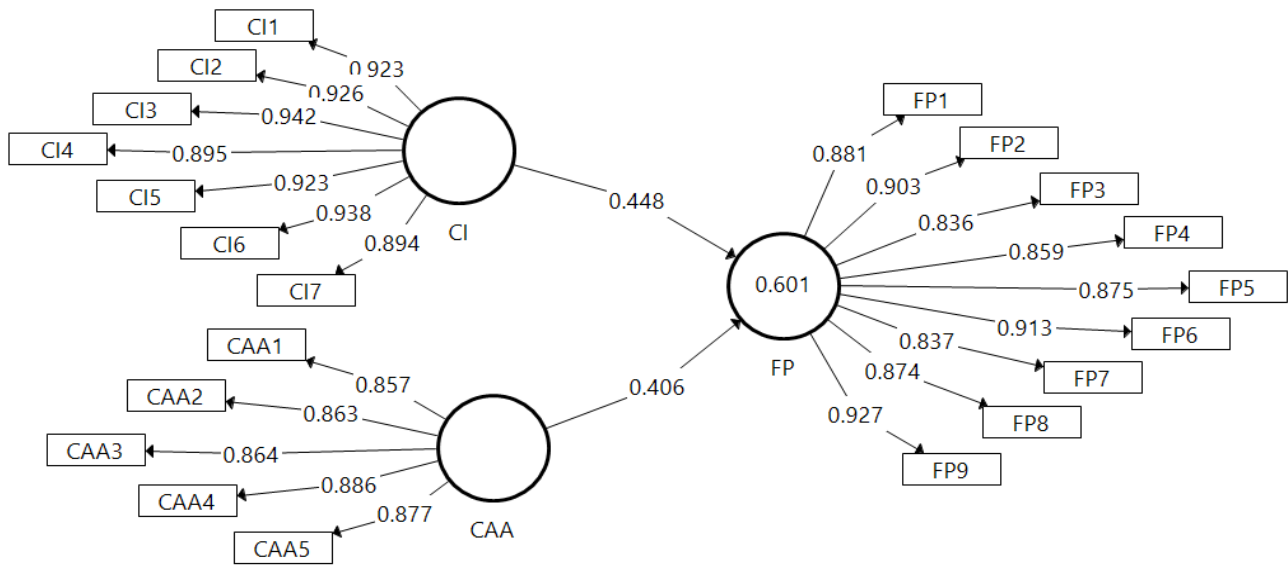 CI1
CI2
CI3
CI4
CI5
CI6
CI7
0.923
0.926
0.942
0.895
0.923
0.938
0.894
CI
0.448
CAA1
CAA2
CAA3
CAA4
CAA5
0.857
0.863
0.864
0.886
0.877
CAA
0.406
0.601
FP
0.881
0.903
0.836
0.859
0.875
0.913
0.837
0.874
0.927
FP1
FP2
FP3
FP4
FP5
FP6
FP7
FP8
FP9